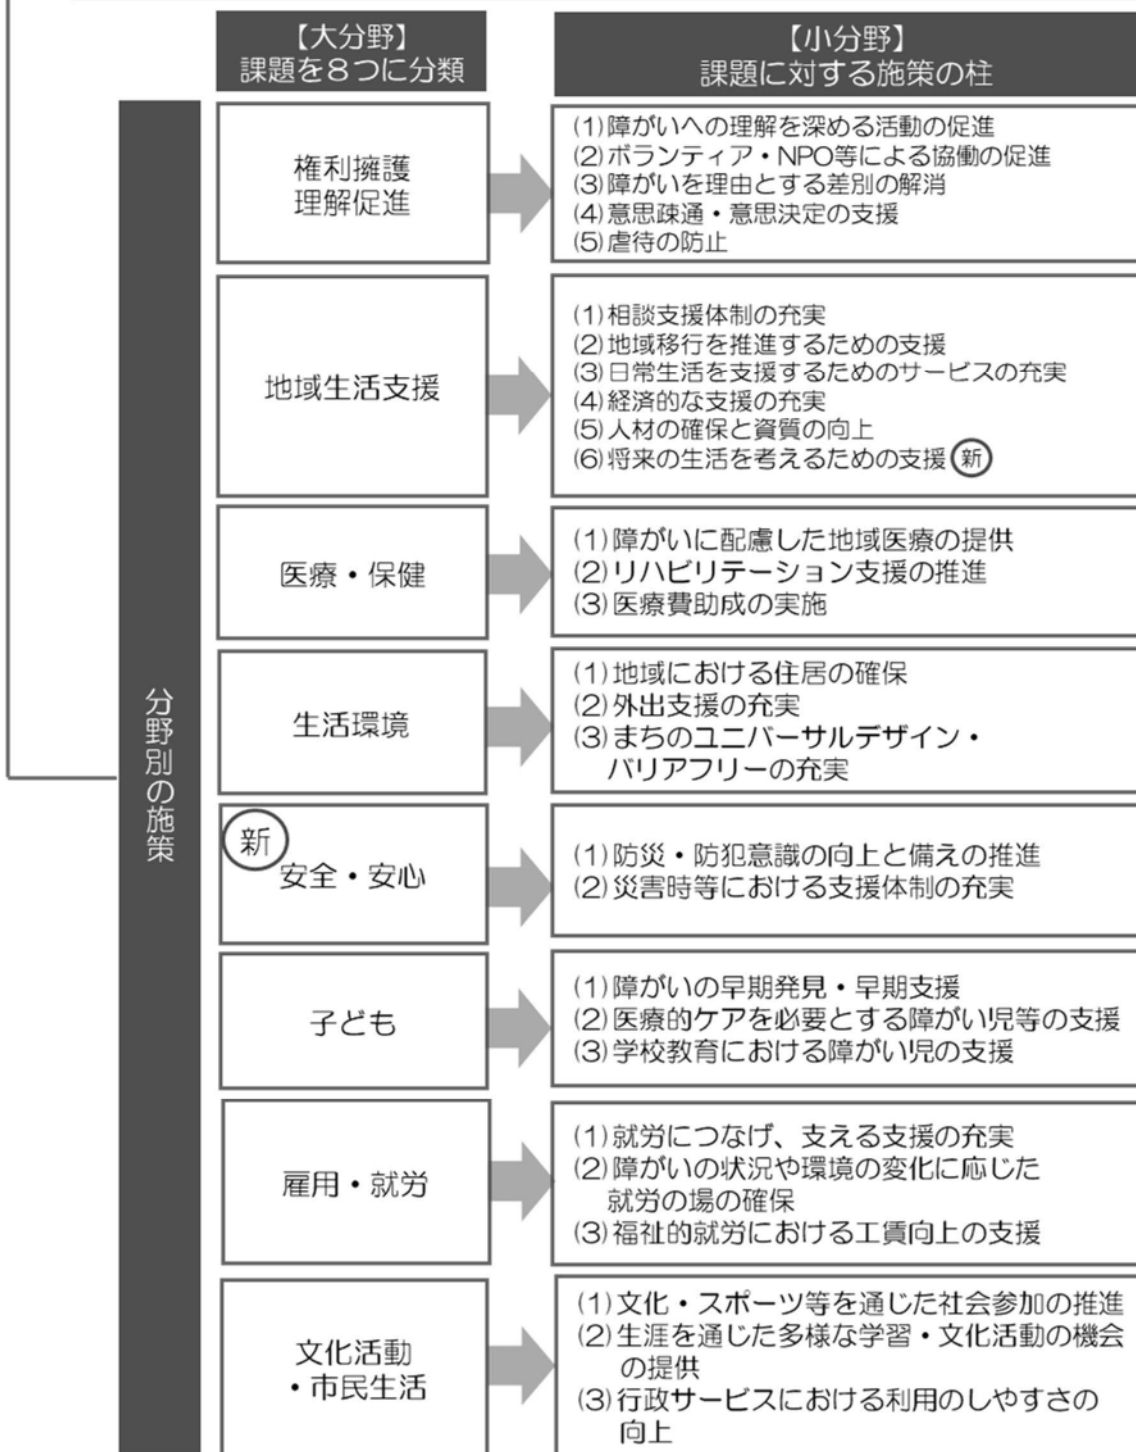 【大分野】
課題を8つに分類
【小分野】
課題に対する施策の柱
分野別の施策
権利擁護
理解促進
(1)障がいへの理解を深める活動の促進
(2)ボランティア・NPO等による協働の促進
(3)障がいを理由とする差別の解消
(4)意思疎通・意思決定の支援
(5)虐待の防止
地域生活支援
(1)相談支援体制の充実
(2)地域移行を推進するための支援
(3)日常生活を支援するためのサービスの充実
(4)経済的な支援の充実
(5)人材の確保と資質の向上
(6)将来の生活を考えるための支援 新
医療・保健
(1)障がいに配慮した地域医療の提供
(2)リハビリテーション支援の推進
(3)医療費助成の実施
生活環境
(1)地域における住居の確保
(2)外出支援の充実
(3)まちのユニバーサルデザイン・
バリアフリーの充実
新
安全・安心
(1)防災・防犯意識の向上と備えの推進
(2)災害時等における支援体制の充実
子ども
(1)障がいの早期発見・早期支援
(2)医療的ケアを必要とする障がい児等の支援
(3)学校教育における障がい児の支援
雇用・就労
(1)就労につなげ、支える支援の充実
(2)障がいの状況や環境の変化に応じた
就労の場の確保
(3)福祉的就労における工賃向上の支援
文化活動
・市民生活
(1)文化・スポーツ等を通じた社会参加の推進
(2)生涯を通じた多様な学習・文化活動の機会
の提供
(3)行政サービスにおける利用のしやすさの
向上